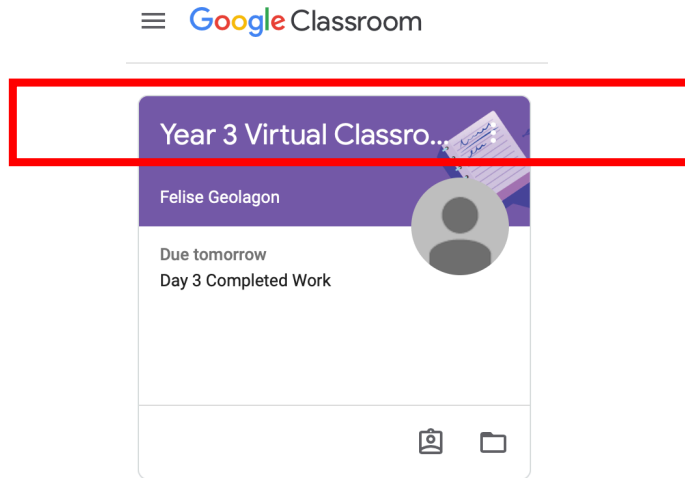 Google Classroom
Year 3 Virtual Classro...
Felise Geolagon
Due tomorrow
Day 3 Completed Work